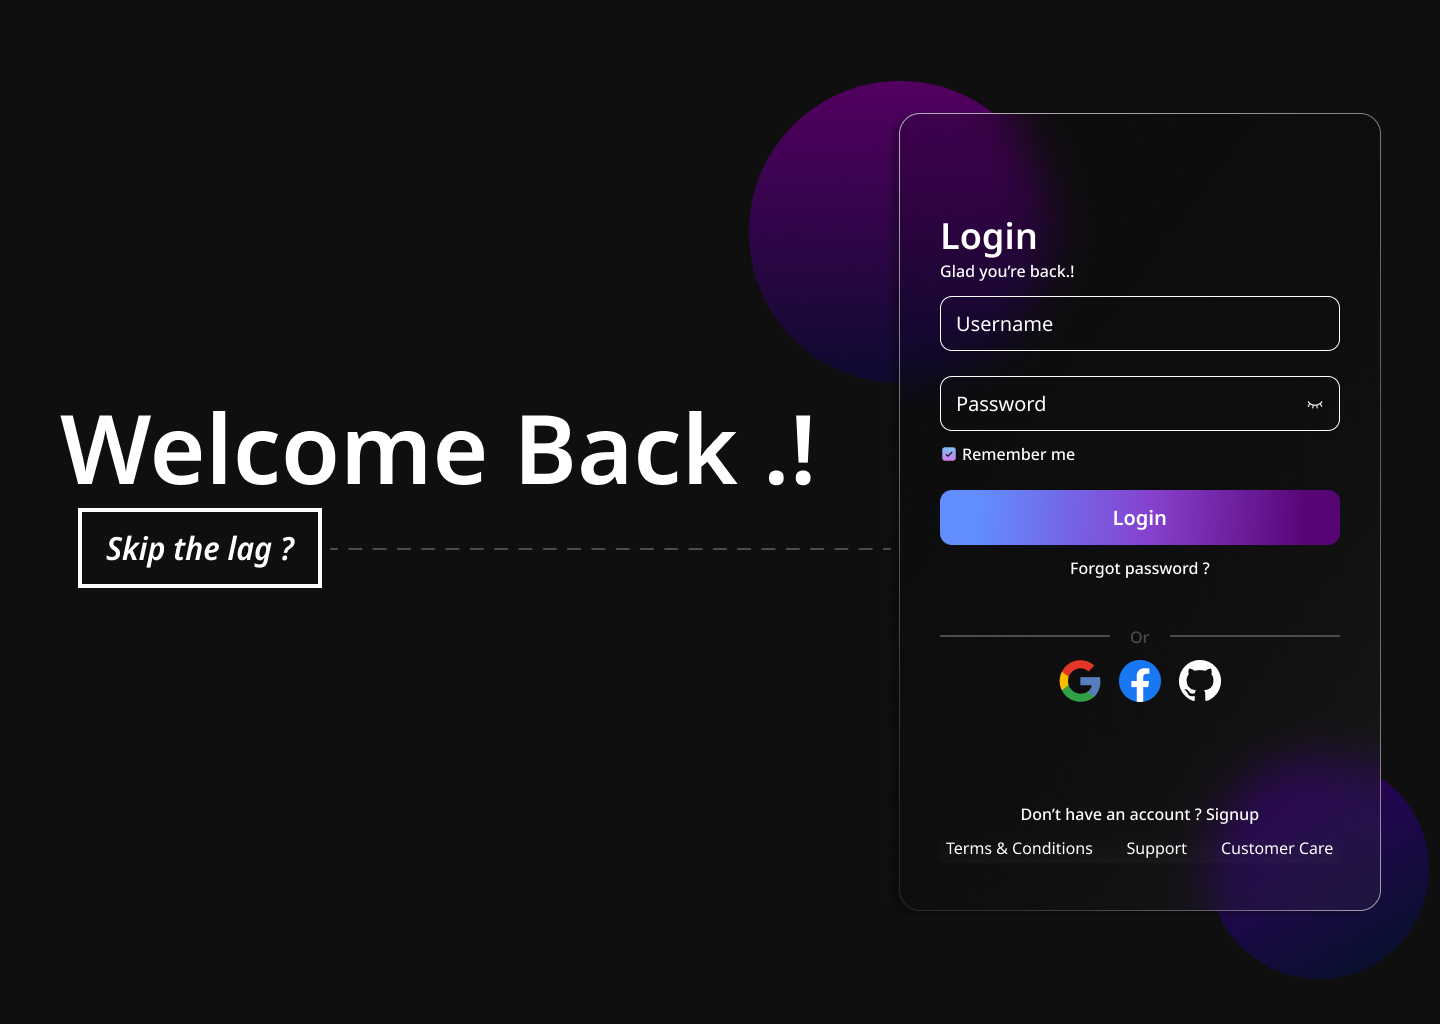 Welcome Back .!
Skip the lag ?
Login
Glad you’re back.!
Username
Password
Remember me
Login
Forgot password ?
Or
Don’t have an account ? Signup
Terms & Conditions Support Customer Care